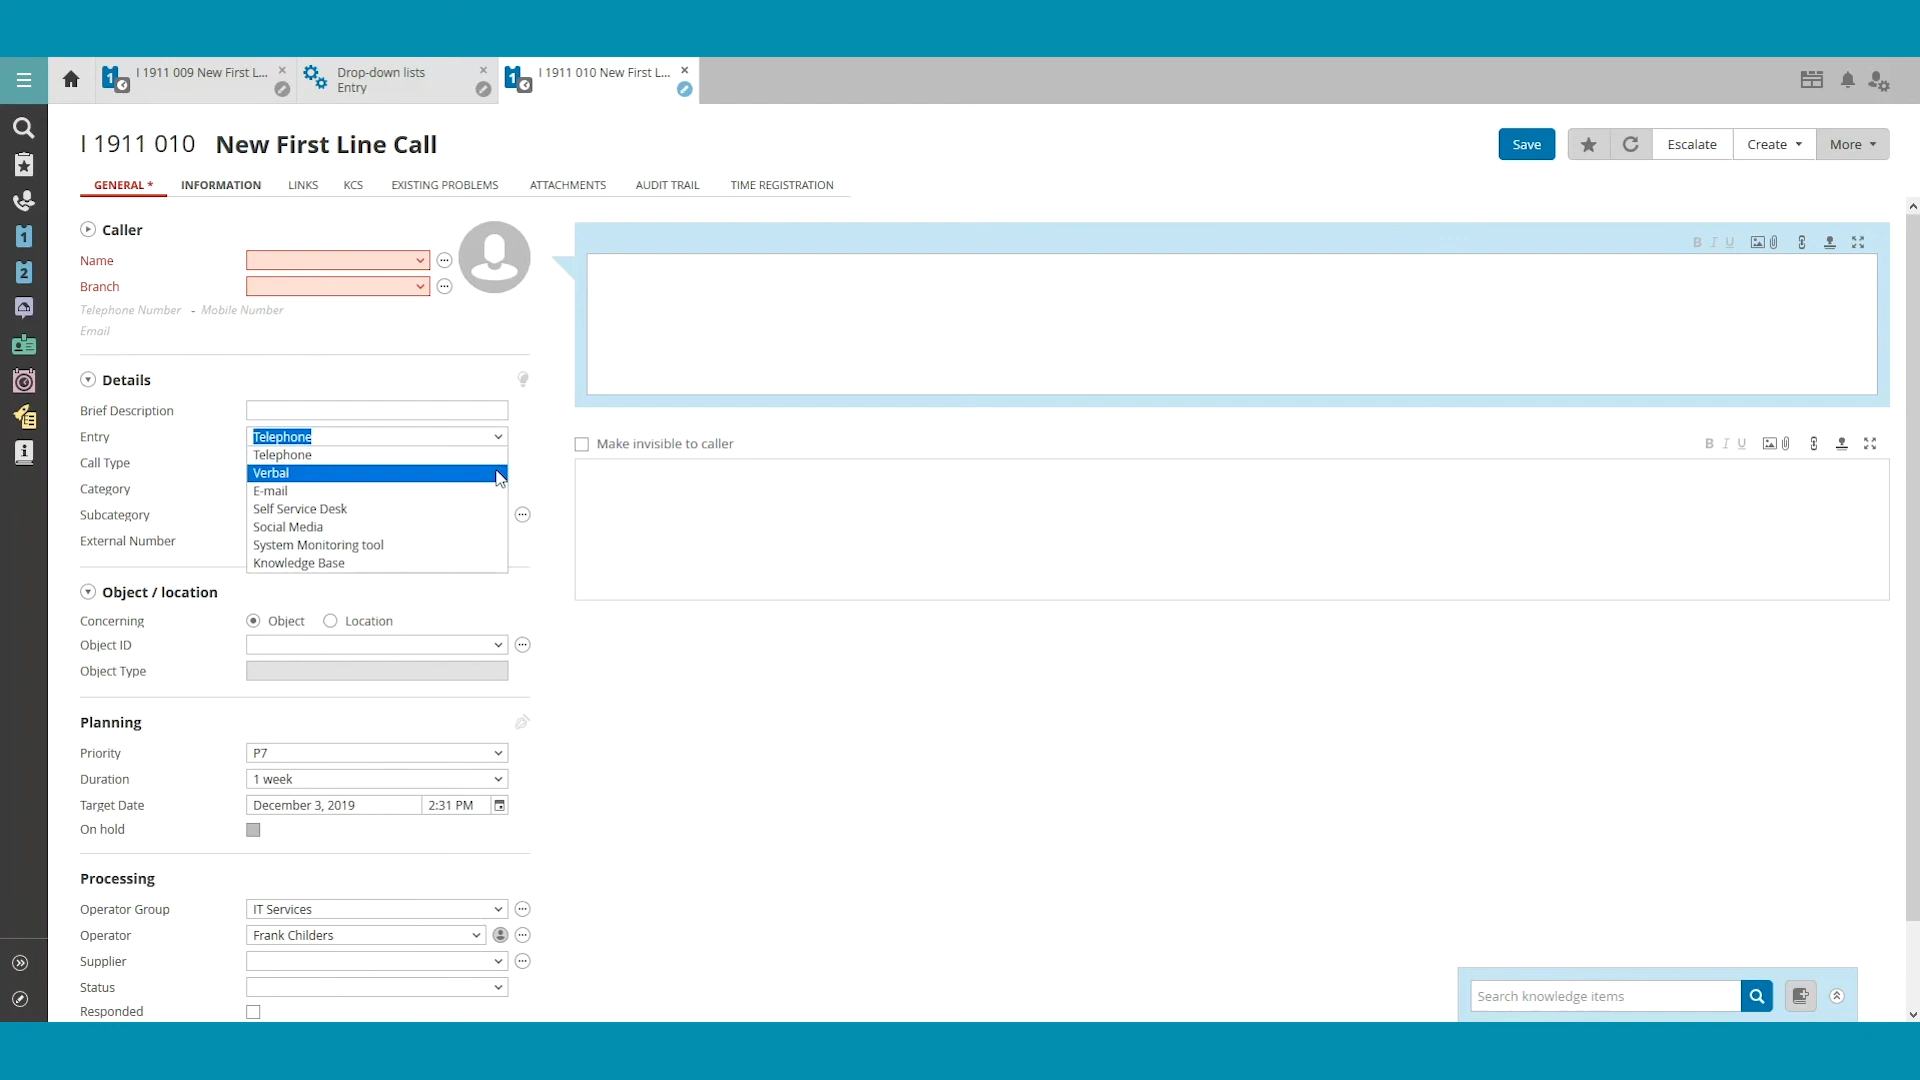 1 I 1911 009 New First L...
Drop-down lists
Entry
1 I 1911 010 New First L...
I 1911 010 New First Line Call
Save
Escalate
Create
More
GENERAL * INFORMATION LINKS KCS EXISTING PROBLEMS ATTACHMENTS AUDIT TRAIL TIME REGISTRATION
1
2
Caller
Name
Branch
Telephone Number - Mobile Number
Email
B I U
Details
Brief Description
Entry Telephone
Telephone
Call Type
Verbal
Category
E-mail
Subcategory
Self Service Desk
Social Media
External Number
System Monitoring tool
Knowledge Base
Make invisible to caller
B I U
Object / location
Concerning Object Location
Object ID
Object Type
Planning
Priority P7
Duration 1 week
Target Date December 3, 2019 2:31 PM
On hold
Processing
Operator Group IT Services
Operator Frank Childers
Supplier
Status
Responded
Search knowledge items